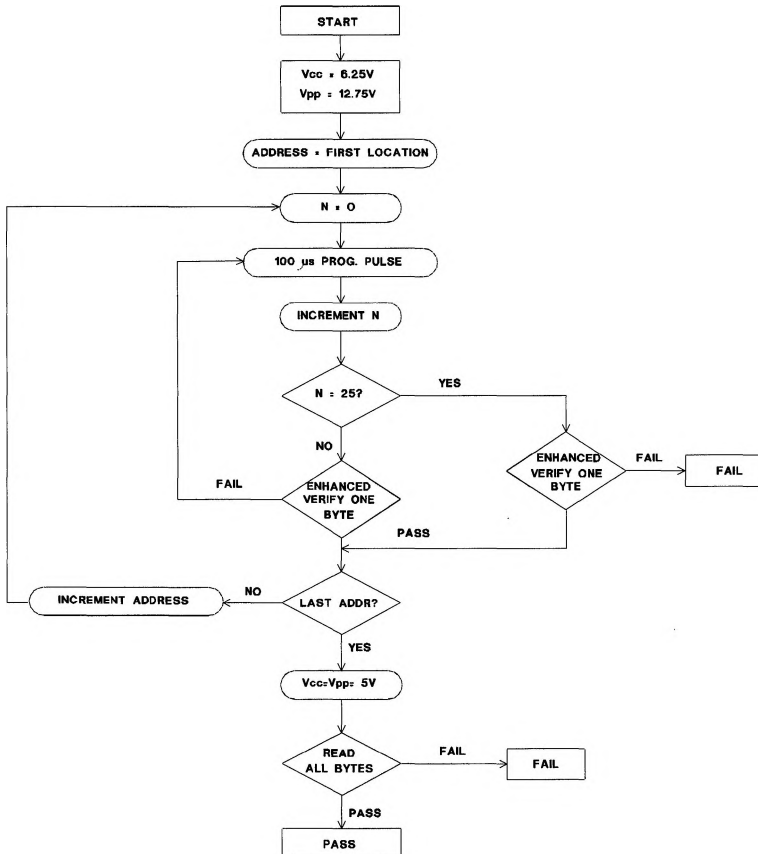 START
Vcc = 6.25V
Vpp = 12.75V
ADDRESS = FIRST LOCATION
N = O
100 us PROG. PULSE
INCREMENT N
N = 25?
YES
NO
ENHANCED
VERIFY ONE
BYTE
FAIL
ENHANCED
VERIFY ONE
BYTE
FAIL
FAIL
PASS
LAST ADDR?
NO
INCREMENT ADDRESS
YES
Vcc=Vpp= 5V
READ
ALL BYTES
FAIL
FAIL
PASS
PASS